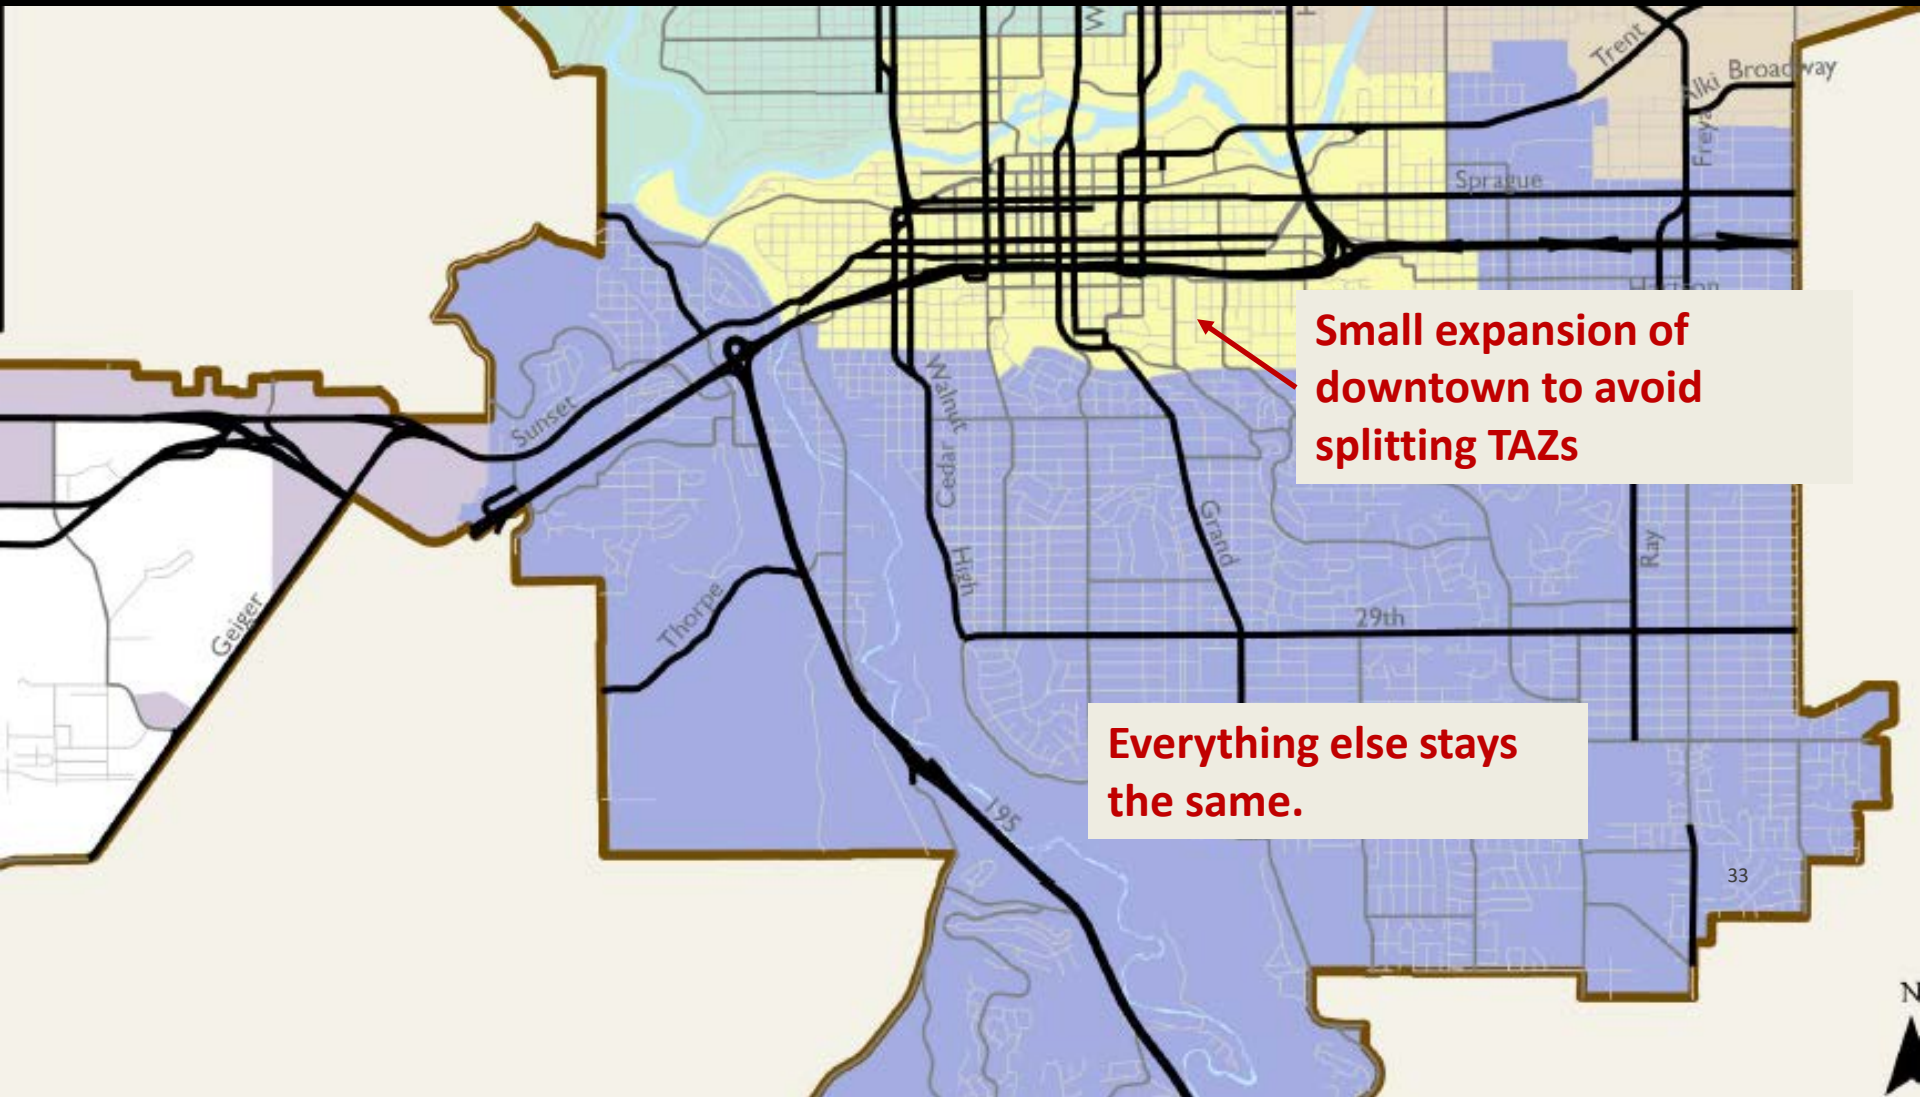 Trent
Alki
Broadway
Freya
Sprague
Hartson
Small expansion of
downtown to avoid
splitting TAZs
Sunset
Walnut
Cedar
Grand
High
Ray
Geiger
Thorpe
29th
Everything else stays
the same.
195
33
N